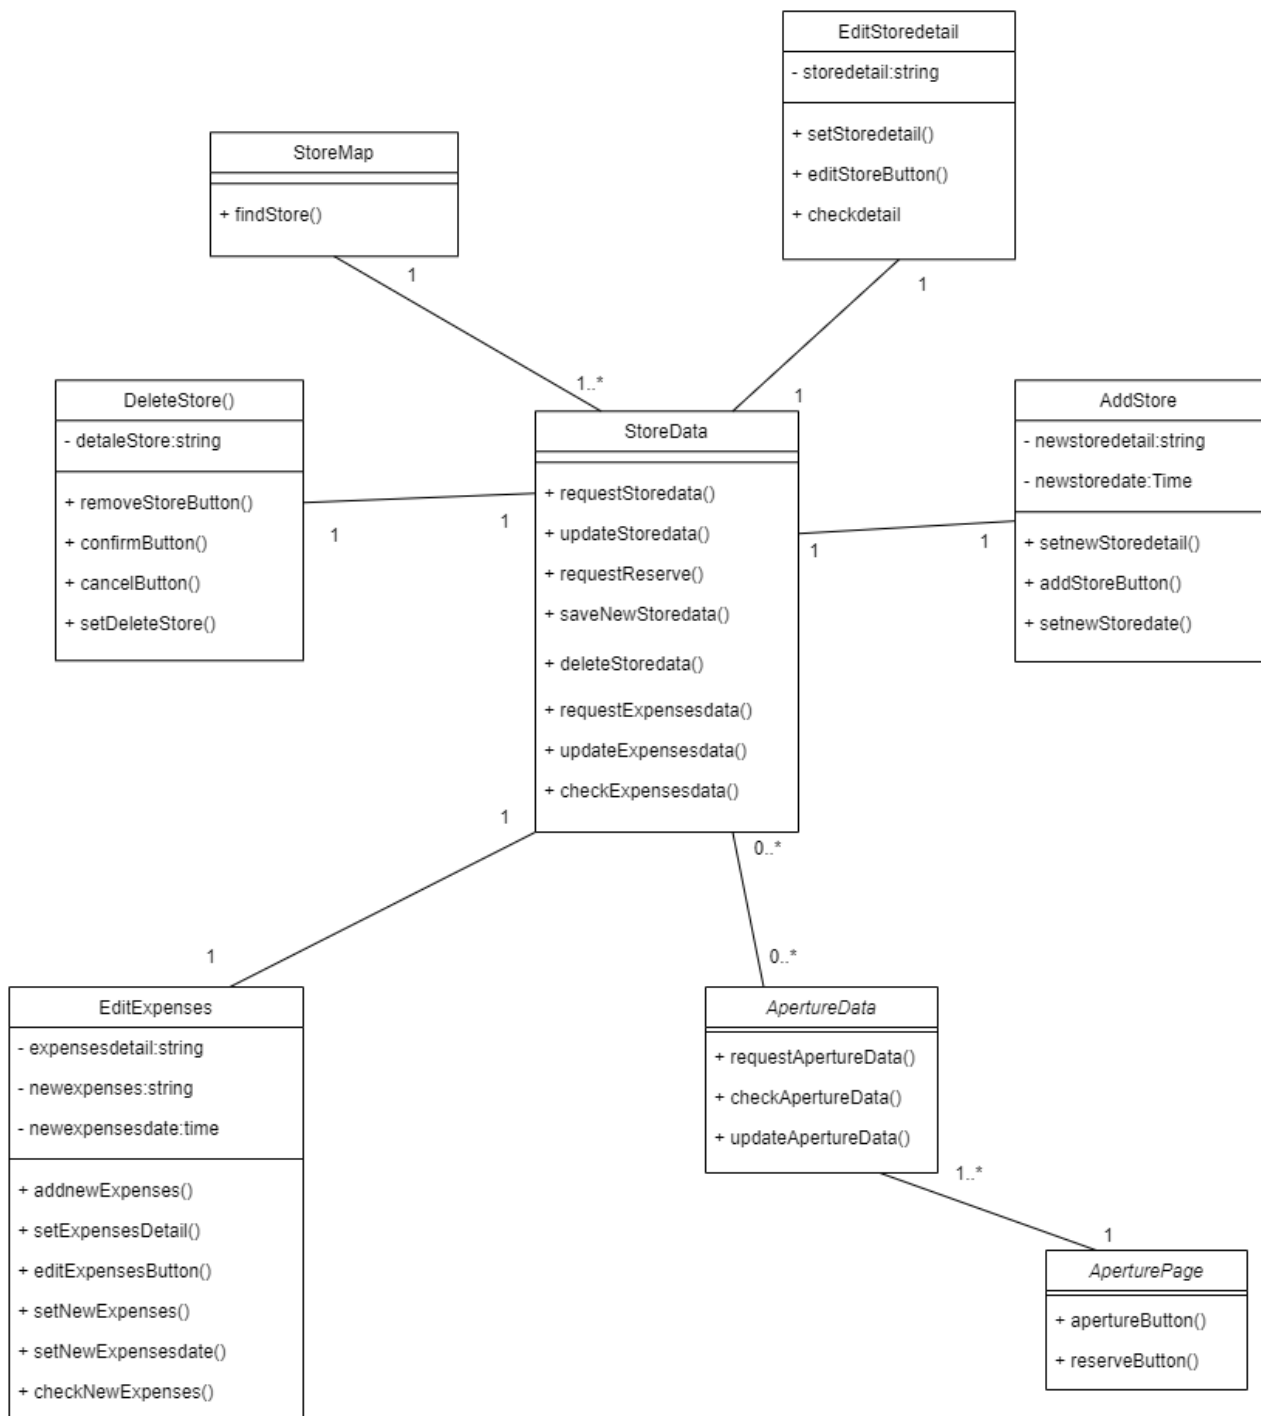 EditStoredetail
- storedetail:string
+ setStoredetail()
+ editStoreButton()
+ checkdetail
1
StoreMap
+ findStore()
1
1..*
1
DeleteStore()
- detaleStore:string
+ removeStoreButton()
+ confirmButton()
+ cancelButton()
+ setDeleteStore()
1
1
StoreData
+ requestStoredata()
+ updateStoredata()
+ requestReserve()
+ saveNewStoredata()
+ deleteStoredata()
+ requestExpensesdata()
+ updateExpensesdata()
+ checkExpensesdata()
1
1
AddStore
- newstoredetail:string
- newstoredate:Time
+ setnewStoredetail()
+ addStoreButton()
+ setnewStoredate()
1
0..*
1
0..*
EditExpenses
- expensesdetail:string
- newexpenses:string
- newexpensesdate:time
+ addnewExpenses()
+ setExpensesDetail()
+ editExpensesButton()
+ setNewExpenses()
+ setNewExpensesdate()
+ checkNewExpenses()
ApertureData
+ requestApertureData()
+ checkApertureData()
+ updateApertureData()
1..*
1
AperturePage
+ apertureButton()
+ reserveButton()